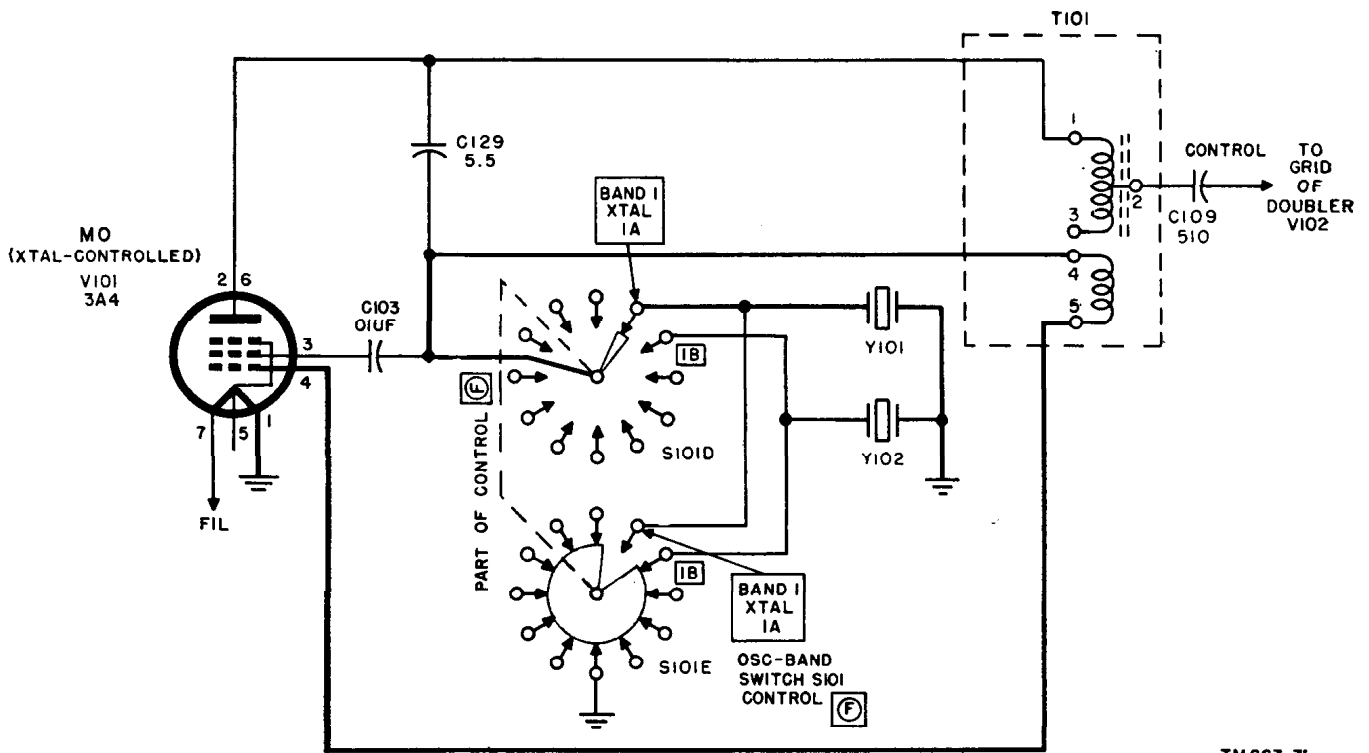 T101
1
C129
5.5
CONTROL
TO
GRID
OF
DOUBLER
V102
2
C109
510
3
4
5
BAND 1
XTAL
1A
MO
(XTAL-CONTROLLED)
V101
3A4
2 6
C103
01UF
3
4
7
5
1
FIL
1B
Y101
Y102
F
PART OF CONTROL
S101D
1B
BAND 1
XTAL
1A
S101E
OSC-BAND
SWITCH S101
CONTROL
F